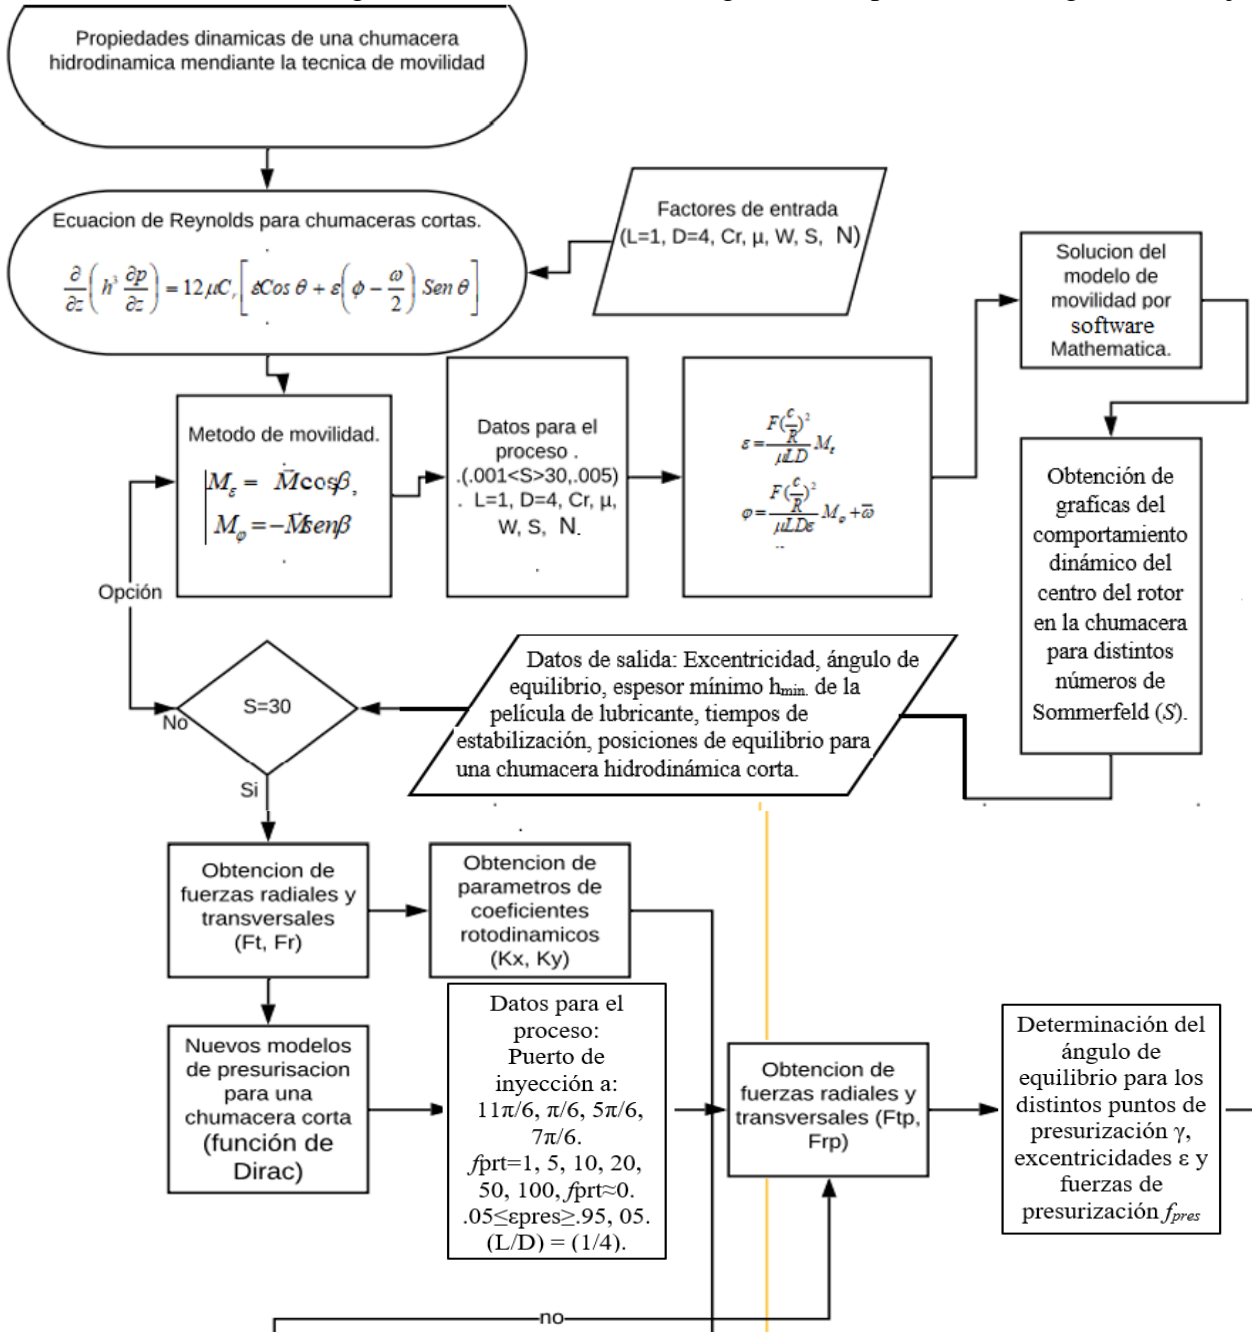 Propiedades dinamicas de una chumacera
hidrodinamica mendiante la tecnica de movilidad
Ecuacion de Reynolds para chumaceras cortas.
∂/∂z (h³ ∂p/∂z) = 12μC_r [ εCos θ + ε(ϕ − ω/2) Sen θ ]
Factores de entrada
(L=1, D=4, Cr, µ, W, S, N)
Metodo de movilidad.
M_ε = M̄cosβ,
M_φ = −M̄senβ
Datos para el
proceso .
.(.001<S>30,.005)
. L=1, D=4, Cr, µ,
W, S, N.
ε = F(c/R)²/μLD M_ε
φ = F(c/R)²/μLDε M_φ + ω̄
Solucion del
modelo de
movilidad por
software
Mathematica.
Obtención de
graficas del
comportamiento
dinámico del
centro del rotor
en la chumacera
para distintos
números de
Sommerfeld (S).
Opción
Datos de salida: Excentricidad, ángulo de
equilibrio, espesor mínimo hmin. de la
película de lubricante, tiempos de
estabilización, posiciones de equilibrio para
una chumacera hidrodinámica corta.
S=30
No
Si
Obtencion de
fuerzas radiales y
transversales
(Ft, Fr)
Obtencion de
parametros de
coeficientes
rotodinamicos
(Kx, Ky)
Nuevos modelos
de presurisacion
para una
chumacera corta
(función de
Dirac)
Datos para el
proceso:
Puerto de
inyección a:
11π/6, π/6, 5π/6,
7π/6.
fprt=1, 5, 10, 20,
50, 100, fprt≈0.
.05≤εpres≥.95, 05.
(L/D) = (1/4).
Obtencion de
fuerzas radiales y
transversales (Ftp,
Frp)
Determinación del
ángulo de
equilibrio para los
distintos puntos de
presurización γ,
excentricidades ε y
fuerzas de
presurización fpres
no